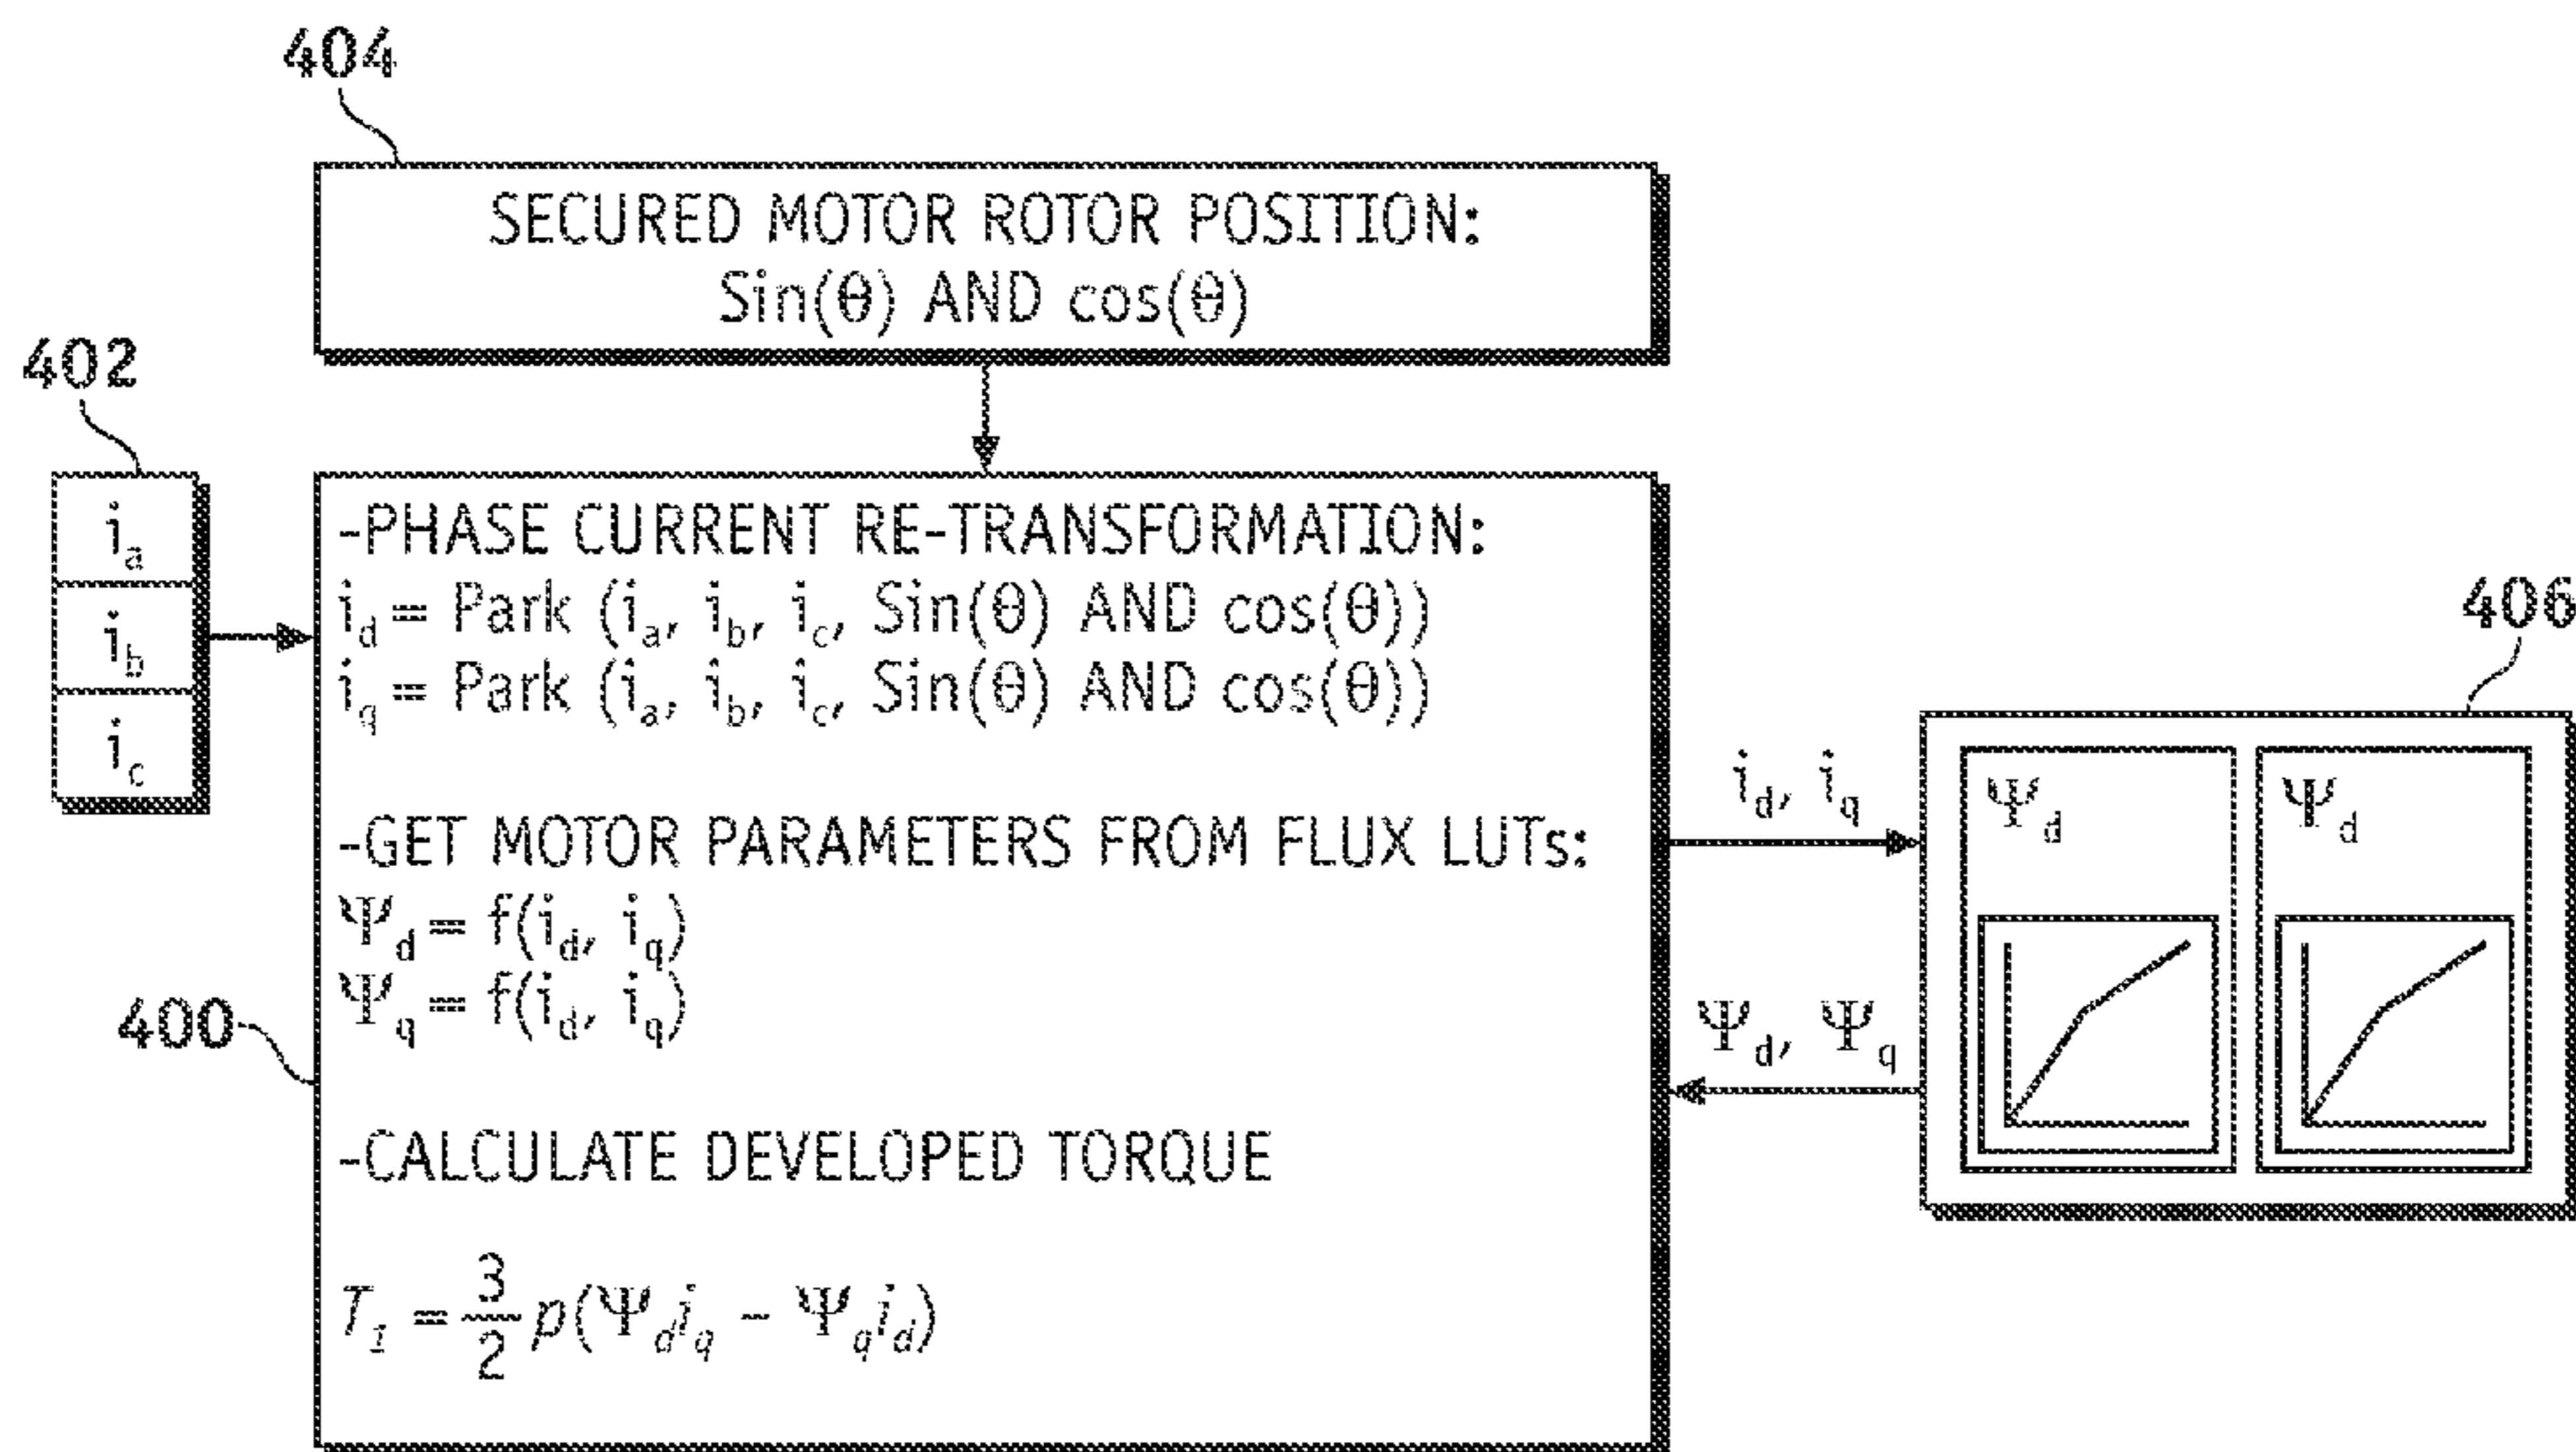 404
SECURED MOTOR ROTOR POSITION:
Sin(θ) AND cos(θ)
402
i_a
i_b
i_c
-PHASE CURRENT RE-TRANSFORMATION:
i_d = Park (i_a, i_b, i_c, Sin(θ) AND cos(θ))
i_q = Park (i_a, i_b, i_c, Sin(θ) AND cos(θ))
-GET MOTOR PARAMETERS FROM FLUX LUTs:
Ψ_d = f(i_d, i_q)
Ψ_q = f(i_d, i_q)
400
-CALCULATE DEVELOPED TORQUE
T_1 = 3/2 p(Ψ_d i_q - Ψ_q i_d)
i_d, i_q
Ψ_d, Ψ_q
406
Ψ_d
Ψ_d